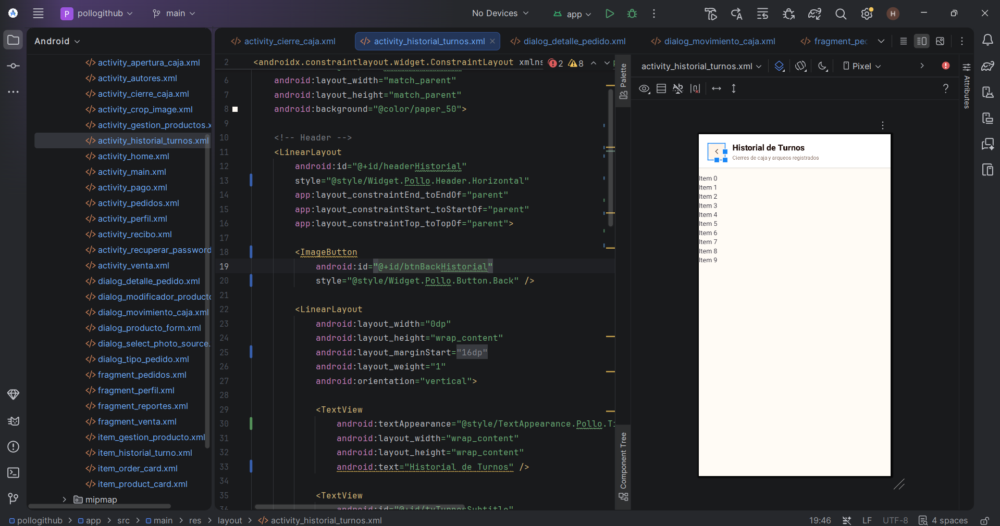 P pollogithub main No Devices app H
Android
activity_apertura_caja.xml
activity_autores.xml
activity_cierre_caja.xml
activity_crop_image.xml
activity_gestion_productos.x
activity_historial_turnos.xml
activity_home.xml
activity_main.xml
activity_pago.xml
activity_pedidos.xml
activity_perfil.xml
activity_recibo.xml
activity_recuperar_password
activity_venta.xml
dialog_detalle_pedido.xml
dialog_modificador_producto
dialog_movimiento_caja.xml
dialog_producto_form.xml
dialog_select_photo_source.
dialog_tipo_pedido.xml
fragment_pedidos.xml
fragment_perfil.xml
fragment_reportes.xml
fragment_venta.xml
item_gestion_producto.xml
item_historial_turno.xml
item_order_card.xml
item_product_card.xml
mipmap
activity_cierre_caja.xml activity_historial_turnos.xml dialog_detalle_pedido.xml dialog_movimiento_caja.xml fragment_pec
2 <androidx.constraintlayout.widget.ConstraintLayout xmlns 2 8
6 android:layout_width="match_parent"
7 android:layout_height="match_parent"
8 android:background="@color/paper_50">
9
10 <!-- Header -->
11 <LinearLayout
12 android:id="@+id/headerHistorial"
13 style="@style/Widget.Pollo.Header.Horizontal"
14 app:layout_constraintEnd_toEndOf="parent"
15 app:layout_constraintStart_toStartOf="parent"
16 app:layout_constraintTop_toTopOf="parent">
17
18 <ImageButton
19 android:id="@+id/btnBackHistorial"
20 style="@style/Widget.Pollo.Button.Back" />
21
22 <LinearLayout
23 android:layout_width="0dp"
24 android:layout_height="wrap_content"
25 android:layout_marginStart="16dp"
26 android:layout_weight="1"
27 android:orientation="vertical">
28
29 <TextView
30 android:textAppearance="@style/TextAppearance.Pollo.Ti
31 android:layout_width="wrap_content"
32 android:layout_height="wrap_content"
33 android:text="Historial de Turnos" />
34
35 <TextView
36 android:id="@+id/tvTurnosSubtitle"
Palette
Component Tree
activity_historial_turnos.xml Pixel
?
Attributes
Historial de Turnos
Cierres de caja y arqueos registrados
Item 0
Item 1
Item 2
Item 3
Item 4
Item 5
Item 6
Item 7
Item 8
Item 9
pollogithub > app > src > main > res > layout > activity_historial_turnos.xml 19:46 LF UTF-8 4 spaces